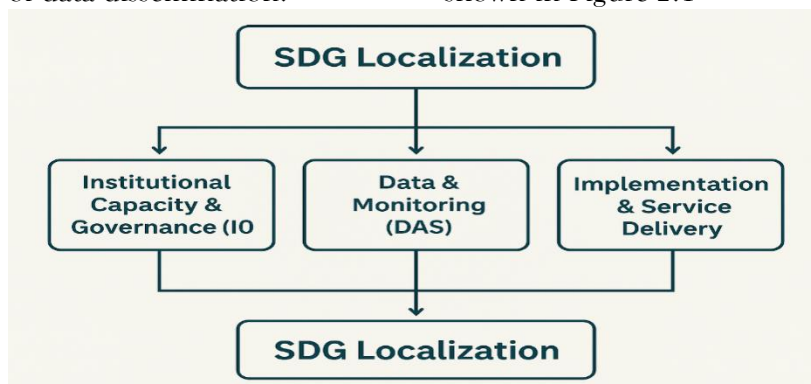 of data dissemination.
shown in Figure 2.1
SDG Localization
Institutional
Capacity &
Governance (I0
Data &
Monitoring
(DAS)
Implementation
& Service
Delivery
SDG Localization